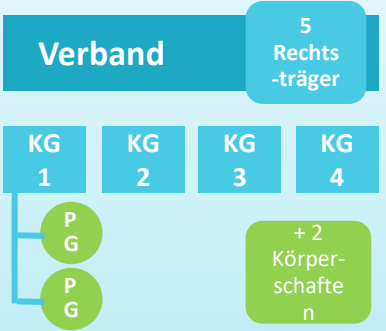 Verband
5
Rechts
-träger
KG
1
KG
2
KG
3
KG
4
P
G
P
G
+ 2
Körper-
schafte
n